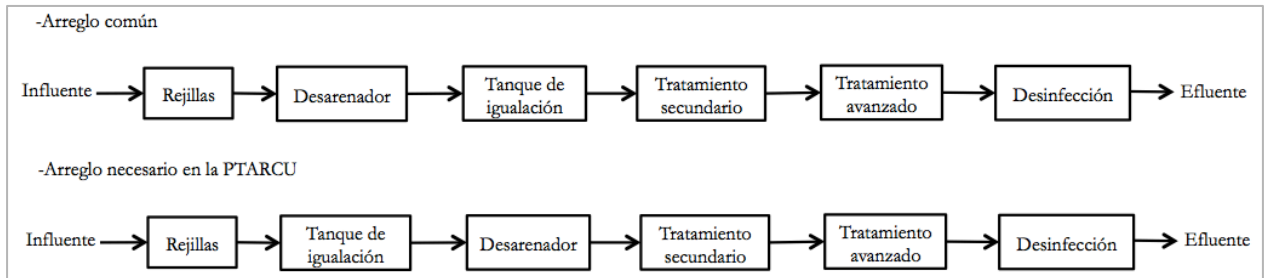 -Arreglo común
Influente
Rejillas
Desarenador
Tanque de
igualación
Tratamiento
secundario
Tratamiento
avanzado
Desinfección
Efluente
-Arreglo necesario en la PTARCU
Influente
Rejillas
Tanque de
igualación
Desarenador
Tratamiento
secundario
Tratamiento
avanzado
Desinfección
Efluente